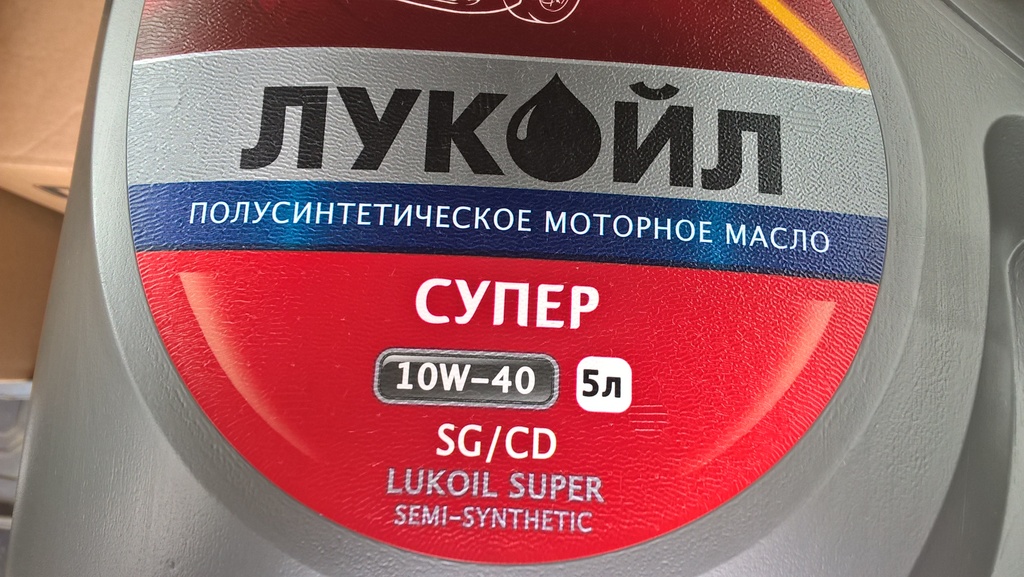 ЛУКОЙЛ
ПОЛУСИНТЕТИЧЕСКОЕ МОТОРНОЕ МАСЛО
СУПЕР
10W-40 5л
SG/CD
LUKOIL SUPER
SEMI-SYNTHETIC